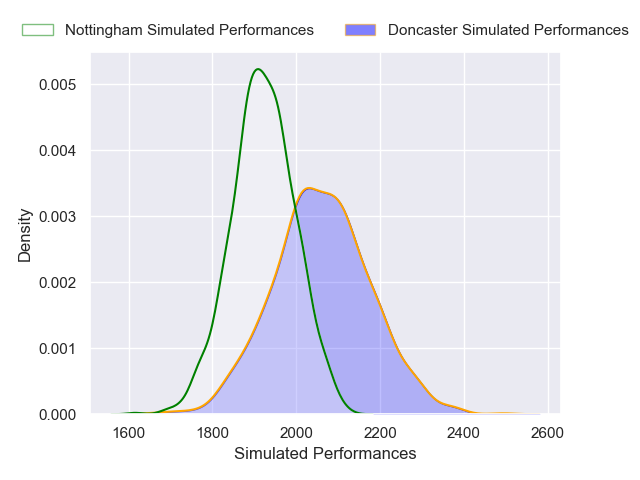 Nottingham Simulated Performances
Doncaster Simulated Performances
0.005
0.004
0.003
0.002
0.001
0.000
Density
1600 1800 2000 2200 2400 2600
Simulated Performances